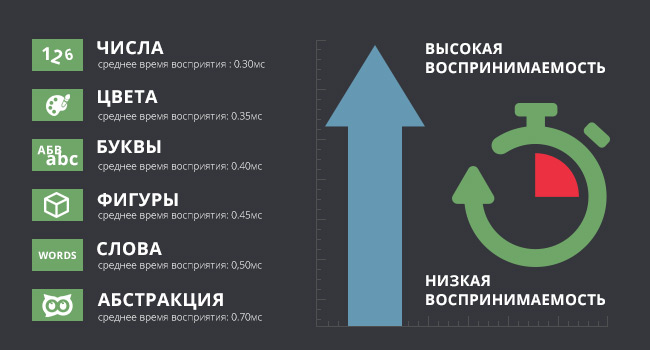 126
ЧИСЛА
среднее время восприятия : 0.30мс
ЦВЕТА
среднее время восприятия: 0.35мс
АБВ
abc
БУКВЫ
среднее время восприятия: 0.40мс
ФИГУРЫ
среднее время восприятия: 0.45мс
WORDS
СЛОВА
среднее время восприятия: 0,50мс
АБСТРАКЦИЯ
среднее время восприятия: 0.70мс
ВЫСОКАЯ
ВОСПРИНИМАЕМОСТЬ
НИЗКАЯ
ВОСПРИНИМАЕМОСТЬ